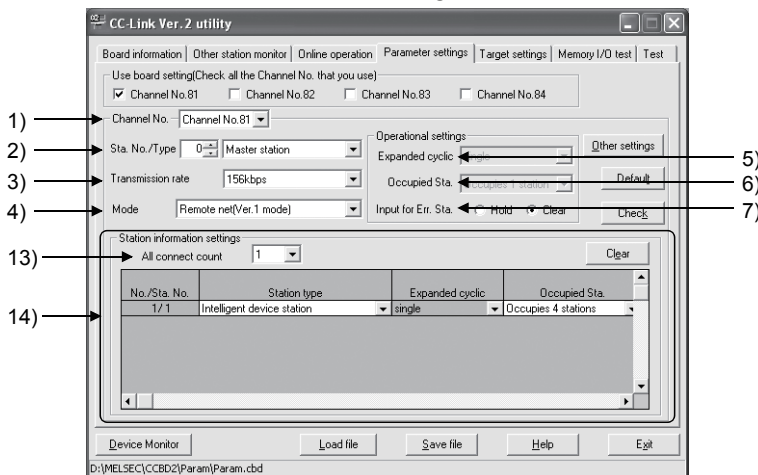 CC-Link Ver.2 utility
Board information Other station monitor Online operation Parameter settings Target settings Memory I/O test Test
Use board setting(Check all the Channel No. that you use)
Channel No.81 Channel No.82 Channel No.83 Channel No.84
1) Channel No. Channel No.81
2) Sta. No./Type 0 Master station
3) Transmission rate 156kbps
4) Mode Remote net(Ver.1 mode)
Operational settings
Expanded cyclic 5)
Occupied Sta. Occupies 1 station 6)
Input for Err. Sta. Hold Clear 7)
Other settings
Default
Check
Station information settings
13) All connect count 1 Clear
14)
No./Sta. No. Station type Expanded cyclic Occupied Sta.
1/1 Intelligent device station single Occupies 4 stations
Device Monitor Load file Save file Help Exit
D:\MELSEC\CCBD2\Param\Param.cbd